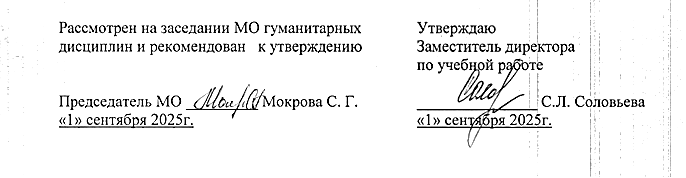 Рассмотрен на заседании МО гуманитарных
дисциплин и рекомендован к утверждению
Председатель МО Мокрова С. Г.
«1» сентября 2025г.
Утверждаю
Заместитель директора
по учебной работе
С.Л. Соловьева
«1» сентября 2025г.